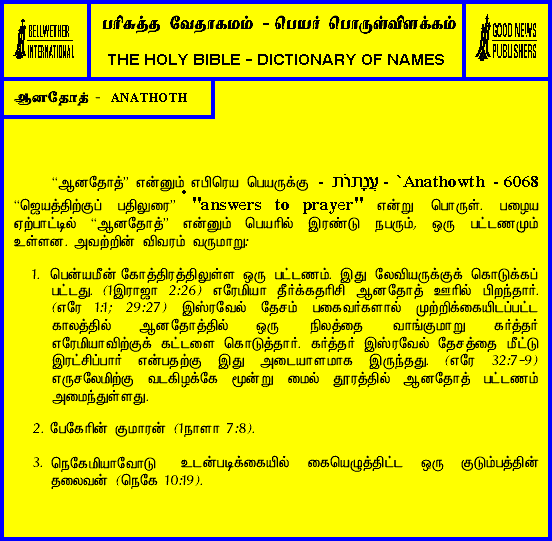 BELLWETHER
INTERNATIONAL
பரிசுத்த வேதாகமம் - பெயர் பொருள்விளக்கம்
THE HOLY BIBLE - DICTIONARY OF NAMES
GOOD NEWS
PUBLISHERS
ஆனதோத் - ANATHOTH
“ஆனதோத்” என்னும் எபிரெய பெயருக்கு - עֲנָתוֹת - `Anathowth - 6068
“ஜெயத்திற்குப் பதிலுரை” "answers to prayer" என்று பொருள். பழைய
ஏற்பாட்டில் “ஆனதோத்” என்னும் பெயரில் இரண்டு நபரும், ஒரு பட்டணமும்
உள்ளன. அவற்றின் விவரம் வருமாறு:
1. பென்யமீன் கோத்திரத்திலுள்ள ஒரு பட்டணம். இது லேவியருக்குக் கொடுக்கப்
பட்டது. (1இராஜா 2:26) எரேமியா தீர்க்கதரிசி ஆனதோத் ஊரில் பிறந்தார்.
(எரே 1:1; 29:27) இஸ்ரவேல் தேசம் பகைவர்களால் முற்றிக்கையிடப்பட்ட
காலத்தில் ஆனதோத்தில் ஒரு நிலத்தை வாங்குமாறு கர்த்தர்
எரேமியாவிற்குக் கட்டளை கொடுத்தார். கர்த்தர் இஸ்ரவேல் தேசத்தை மீட்டு
இரட்சிப்பார் என்பதற்கு இது அடையாளமாக இருந்தது. (எரே 32:7-9)
எருசலேமிற்கு வடகிழக்கே மூன்று மைல் தூரத்தில் ஆனதோத் பட்டணம்
அமைந்துள்ளது.
2. பேகேரின் குமாரன் (1நாளா 7:8).
3. நெகேமியாவோடு உடன்படிக்கையில் கையெழுத்திட்ட ஒரு குடும்பத்தின்
தலைவன் (நெகே 10:19).